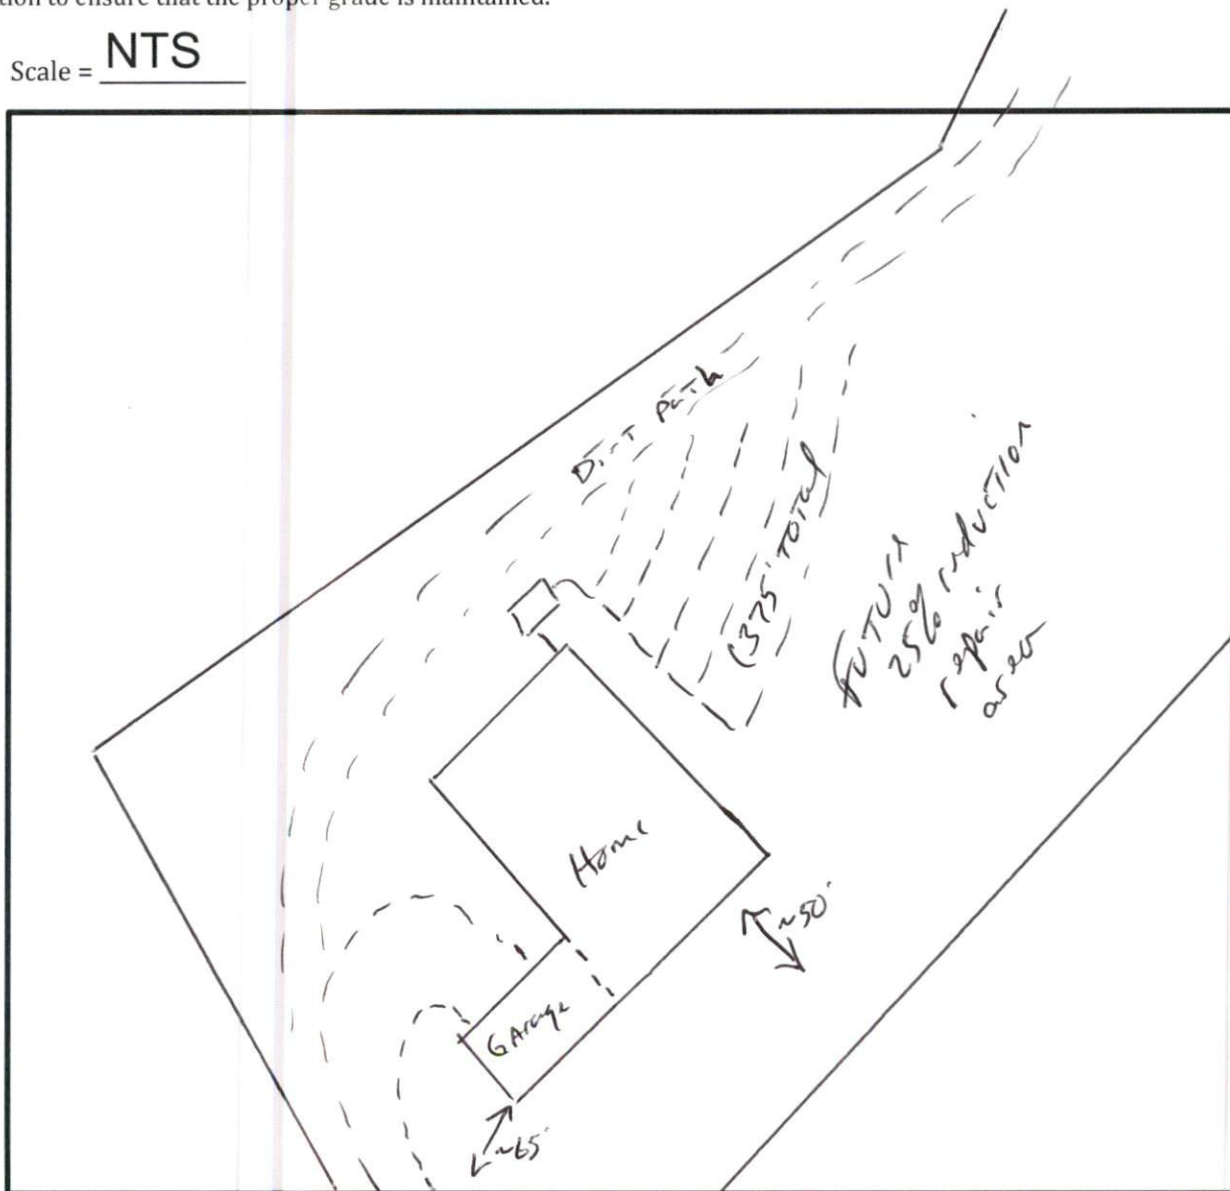 tion to ensure that the proper grade is maintained.
Scale = NTS
Dirt path
(375' TOTAL
FUTURE
25% reduction
repair
area
Home
~50'
GArage
~65'